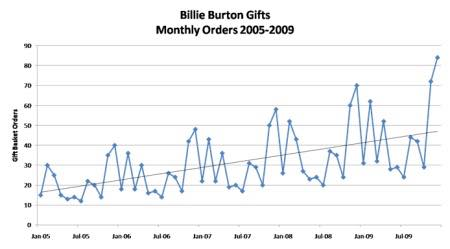 Billie Burton Gifts
Monthly Orders 2005-2009
90
80
70
60
50
40
30
20
10
0
Gift Basket Orders
Jan-05 Jul-05 Jan-06 Jul-06 Jan-07 Jul-07 Jan-08 Jul-08 Jan-09 Jul-09